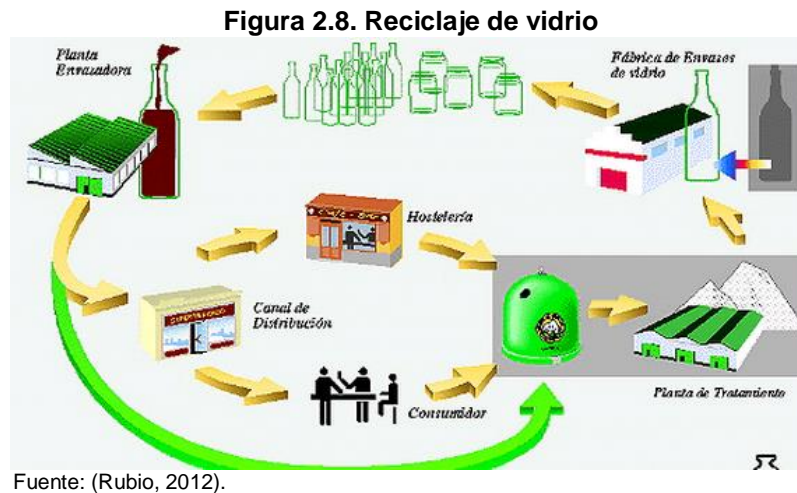 Figura 2.8. Reciclaje de vidrio
Planta
Envasadora
Fábrica de Envases
de vidrio
Hostelería
Canal de
Distribución
Consumidor
Planta de Tratamiento
Fuente: (Rubio, 2012).